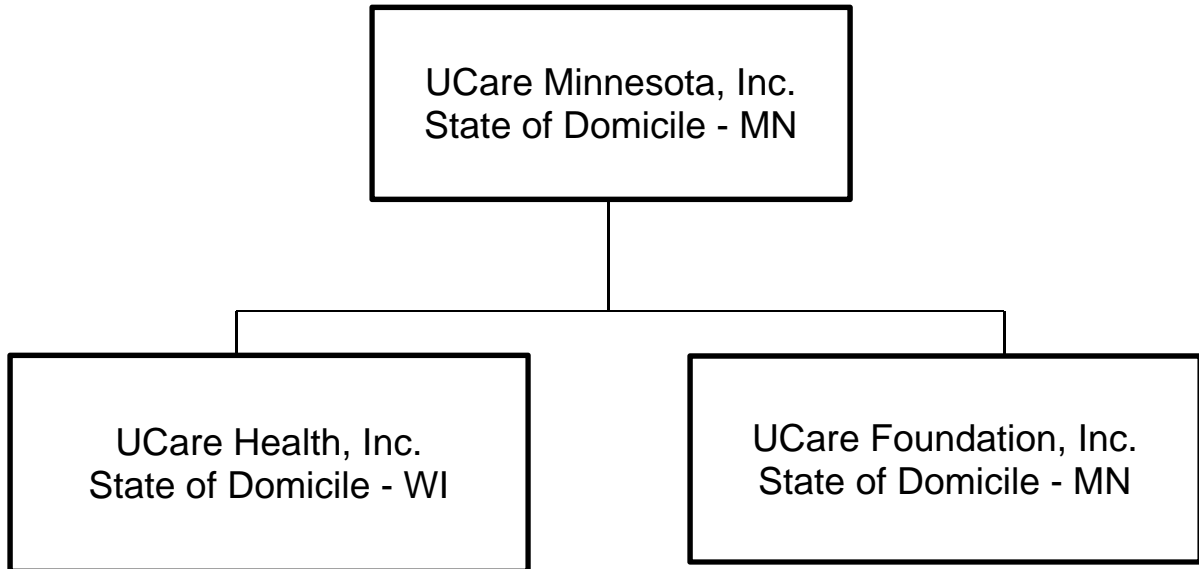 UCare Minnesota, Inc.
State of Domicile - MN
UCare Health, Inc.
State of Domicile - WI
UCare Foundation, Inc.
State of Domicile - MN